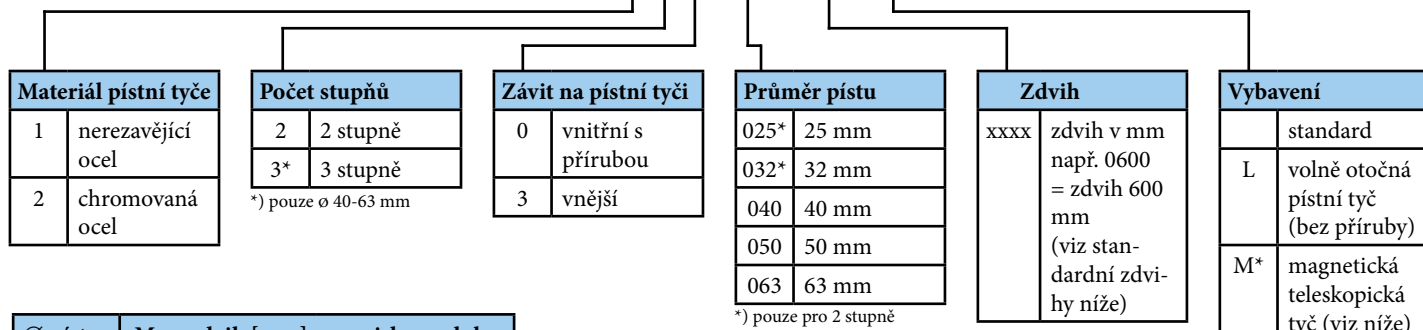 Materiál pístní tyče
1 nerezavějící
ocel
2 chromovaná
ocel
Počet stupňů
2 2 stupně
3* 3 stupně
*) pouze ø 40-63 mm
Závit na pístní tyči
0 vnitřní s
přírubou
3 vnější
Průměr pístu
025* 25 mm
032* 32 mm
040 40 mm
050 50 mm
063 63 mm
*) pouze pro 2 stupně
Zdvih
xxxx zdvih v mm
např. 0600
= zdvih 600
mm
(viz stan-
dardní zdvi-
hy níže)
Vybavení
standard
L volně otočná
pístní tyč
(bez příruby)
M* magnetická
teleskopická
tyč (viz níže)